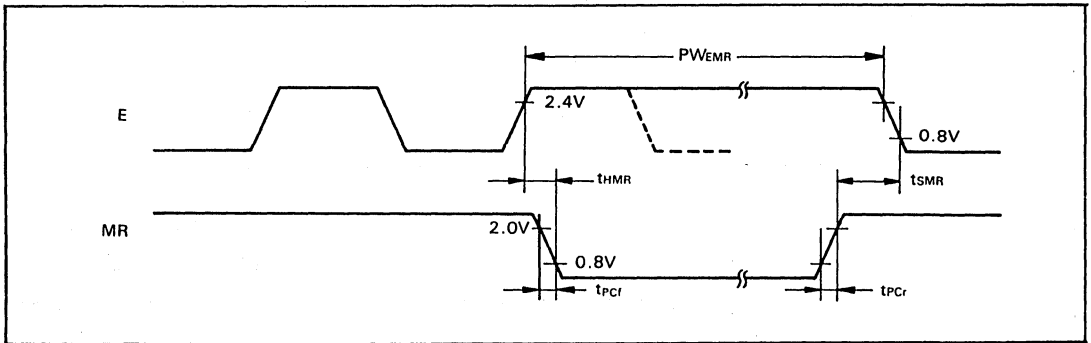 PWEMR
E
2.4V
0.8V
tHMR
tSMR
MR
2.0V
0.8V
tPCf
tPCr